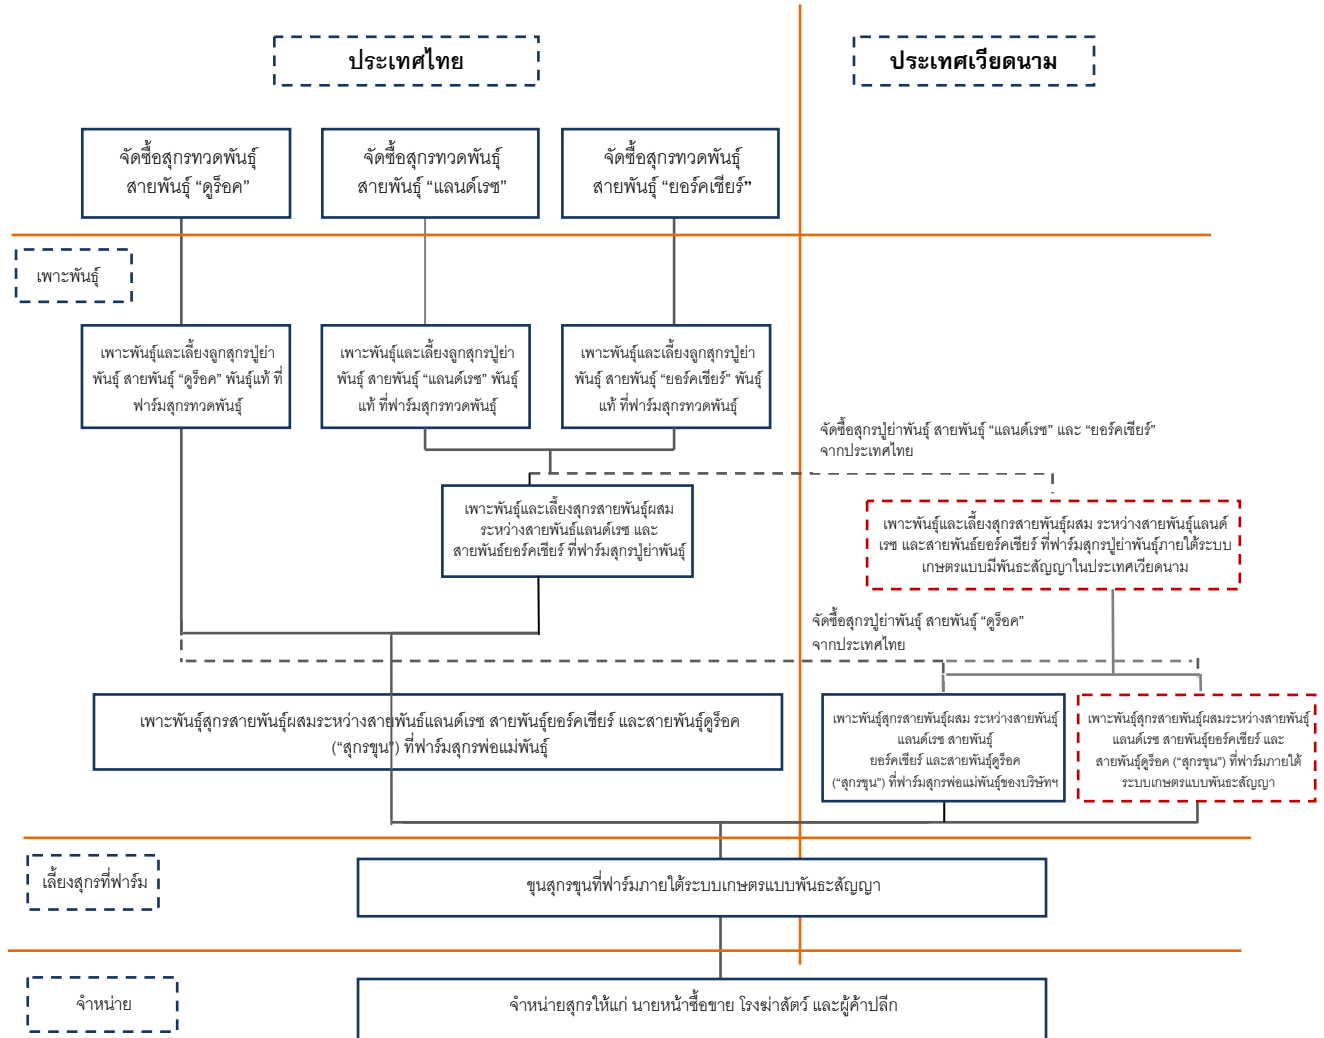 ประเทศไทย
ประเทศเวียดนาม
จัดซื้อสุกรทวดพันธุ์
สายพันธุ์ “ดูร็อค”
จัดซื้อสุกรทวดพันธุ์
สายพันธุ์ “แลนด์เรซ”
จัดซื้อสุกรทวดพันธุ์
สายพันธุ์ “ยอร์คเชียร์”
เพาะพันธุ์
เพาะพันธุ์และเลี้ยงลูกสุกรปู่ย่า
พันธุ์ สายพันธุ์ “ดูร็อค” พันธุ์แท้ ที่
ฟาร์มสุกรทวดพันธุ์
เพาะพันธุ์และเลี้ยงลูกสุกรปู่ย่า
พันธุ์ สายพันธุ์ “แลนด์เรซ” พันธุ์
แท้ ที่ฟาร์มสุกรทวดพันธุ์
เพาะพันธุ์และเลี้ยงลูกสุกรปู่ย่า
พันธุ์ สายพันธุ์ “ยอร์คเชียร์” พันธุ์
แท้ ที่ฟาร์มสุกรทวดพันธุ์
จัดซื้อสุกรปู่ย่าพันธุ์ สายพันธุ์ “แลนด์เรซ” และ “ยอร์คเชียร์”
จากประเทศไทย
เพาะพันธุ์และเลี้ยงสุกรสายพันธุ์ผสม
ระหว่างสายพันธ์แลนด์เรซ และ
สายพันธ์ยอร์คเชียร์ ที่ฟาร์มสุกรปู่ย่าพันธุ์
เพาะพันธุ์และเลี้ยงสุกรสายพันธุ์ผสม ระหว่างสายพันธุ์แลนด์
เรซ และสายพันธ์ยอร์คเชียร์ ที่ฟาร์มสุกรปู่ย่าพันธุ์ภายใต้ระบบ
เกษตรแบบมีพันธะสัญญาในประเทศเวียดนาม
จัดซื้อสุกรปู่ย่าพันธุ์ สายพันธุ์ “ดูร็อค”
จากประเทศไทย
เพาะพันธุ์สุกรสายพันธุ์ผสมระหว่างสายพันธ์แลนด์เรซ สายพันธุ์ยอร์คเชียร์ และสายพันธุ์ดูร็อค
(“สุกรขุน”) ที่ฟาร์มสุกรพ่อแม่พันธุ์
เพาะพันธุ์สุกรสายพันธุ์ผสม ระหว่างสายพันธุ์
แลนด์เรซ สายพันธุ์
ยอร์คเชียร์ และสายพันธุ์ดูร็อค
(“สุกรขุน”) ที่ฟาร์มสุกรพ่อแม่พันธุ์ของบริษัทฯ
เพาะพันธุ์สุกรสายพันธุ์ผสมระหว่างสายพันธุ์
แลนด์เรซ สายพันธุ์ยอร์คเชียร์ และ
สายพันธุ์ดูร็อค (“สุกรขุน”) ที่ฟาร์มภายใต้
ระบบเกษตรแบบพันธะสัญญา
เลี้ยงสุกรที่ฟาร์ม
ขุนสุกรขุนที่ฟาร์มภายใต้ระบบเกษตรแบบพันธะสัญญา
จำหน่าย
จำหน่ายสุกรให้แก่ นายหน้าซื้อขาย โรงฆ่าสัตว์ และผู้ค้าปลีก